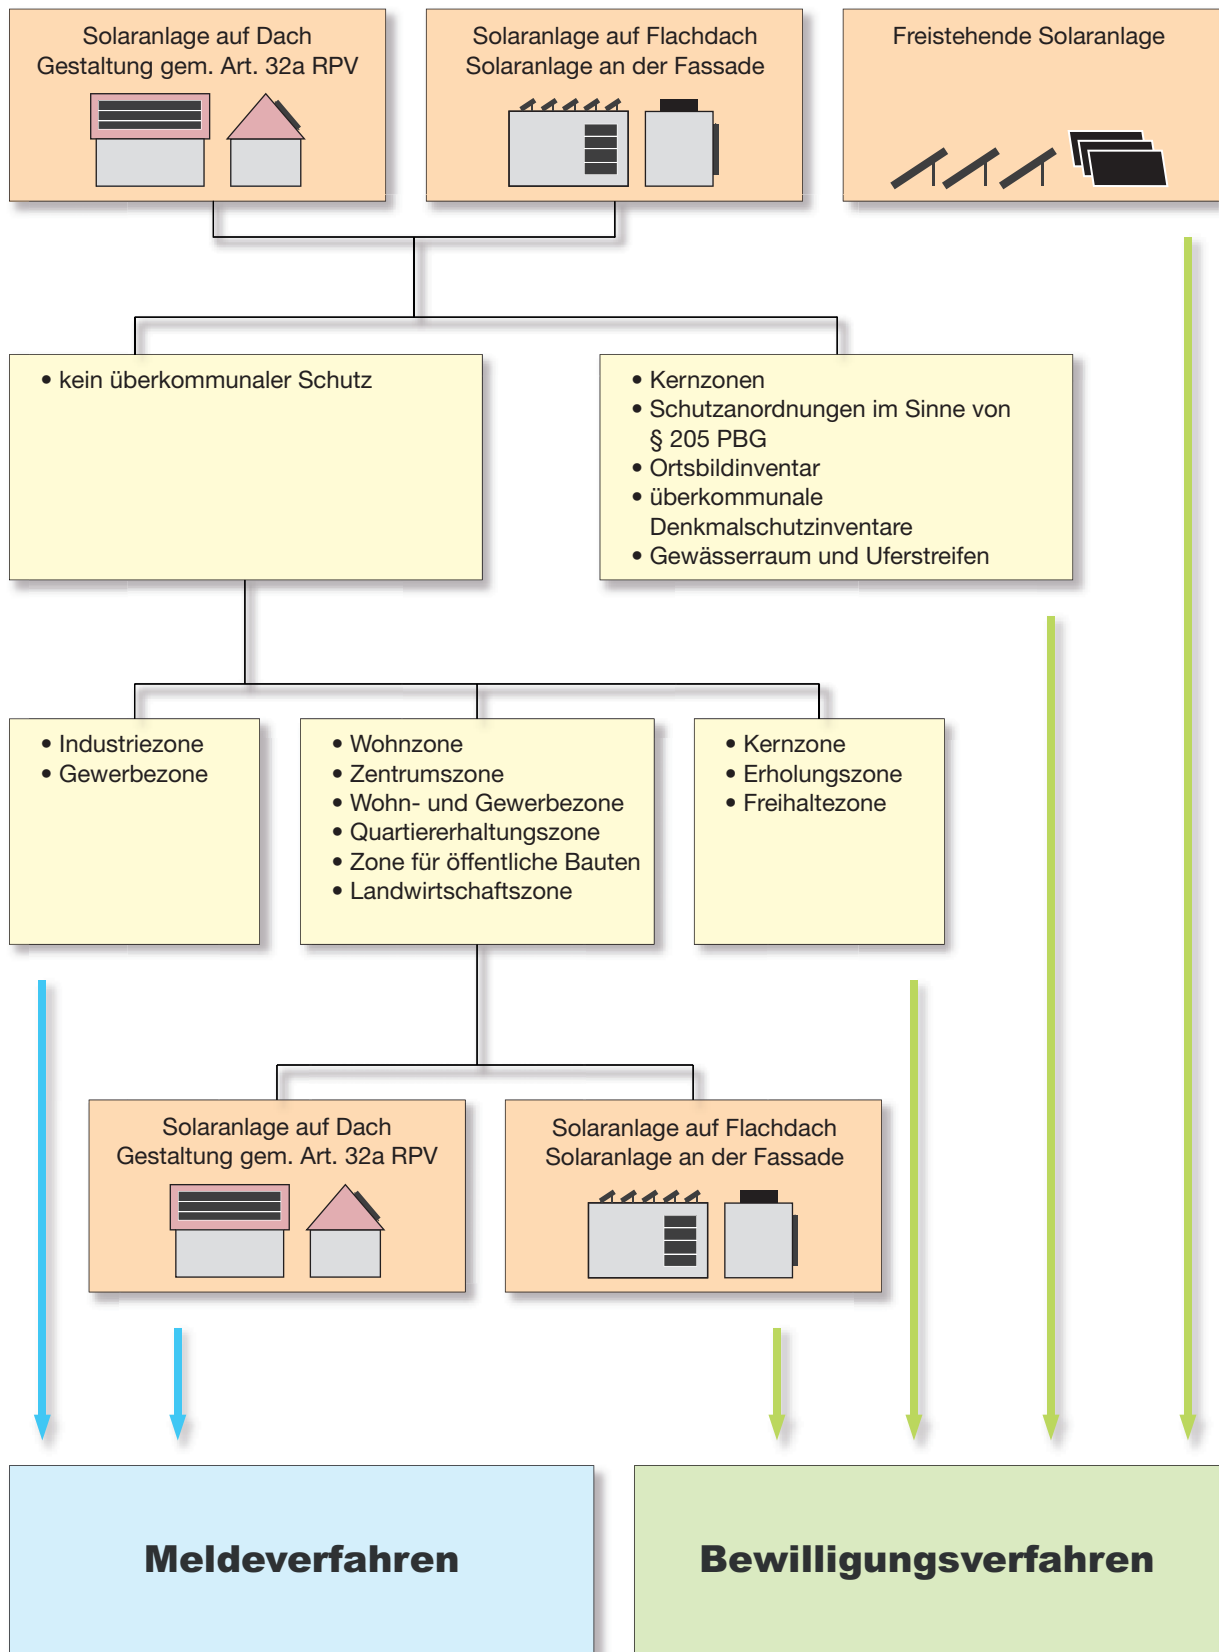 Solaranlage auf Dach
Gestaltung gem. Art. 32a RPV
Solaranlage auf Flachdach
Solaranlage an der Fassade
Freistehende Solaranlage
• kein überkommunaler Schutz
• Kernzonen
• Schutzanordnungen im Sinne von
§ 205 PBG
• Ortsbildinventar
• überkommunale
Denkmalschutzinventare
• Gewässerraum und Uferstreifen
• Industriezone
• Gewerbezone
• Wohnzone
• Zentrumszone
• Wohn- und Gewerbezone
• Quartiererhaltungszone
• Zone für öffentliche Bauten
• Landwirtschaftszone
• Kernzone
• Erholungszone
• Freihaltezone
Solaranlage auf Dach
Gestaltung gem. Art. 32a RPV
Solaranlage auf Flachdach
Solaranlage an der Fassade
Meldeverfahren
Bewilligungsverfahren